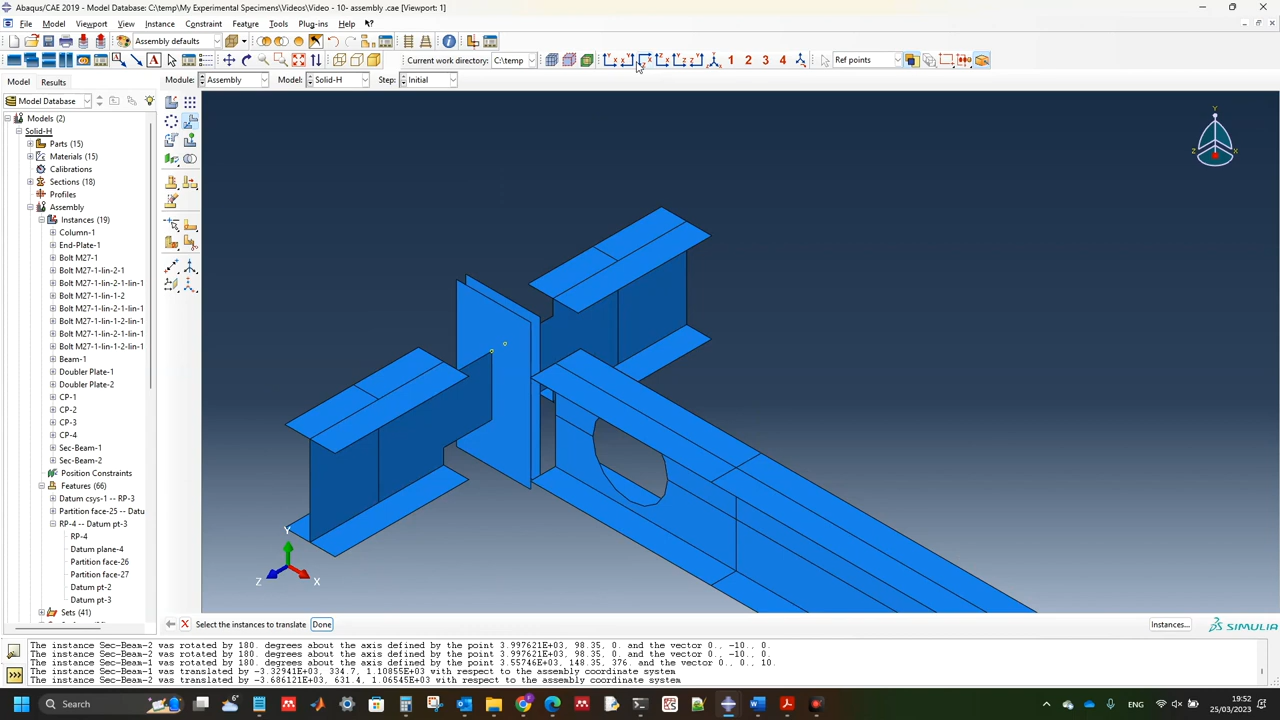 Abaqus/CAE 2019 - Model Database: C:\temp\My Experimental Specimens\Videos\Video - 10- assembly .cae [Viewport: 1]
File Model Viewport View Instance Constraint Feature Tools Plug-ins Help
Assembly defaults
Current work directory: C:\temp
1 2 3 4
Ref points
Model Results
Module: Assembly Model: Solid-H Step: Initial
Model Database
Models (2)
Solid-H
Parts (15)
Materials (15)
Calibrations
Sections (18)
Profiles
Assembly
Instances (19)
Column-1
End-Plate-1
Bolt M27-1
Bolt M27-1-lin-2-1
Bolt M27-1-lin-2-1-lin-1
Bolt M27-1-lin-1-2
Bolt M27-1-lin-2-1-lin-1
Bolt M27-1-lin-1-2-lin-1
Bolt M27-1-lin-2-1-lin-1
Bolt M27-1-lin-1-2-lin-1
Beam-1
Doubler Plate-1
Doubler Plate-2
CP-1
CP-2
CP-3
CP-4
Sec-Beam-1
Sec-Beam-2
Position Constraints
Features (66)
Datum csys-1 -- RP-3
Partition face-25 -- Datu
RP-4 -- Datum pt-3
RP-4
Datum plane-4
Partition face-26
Partition face-27
Datum pt-2
Datum pt-3
Sets (41)
Y
Z X
Y
Z X
Select the instances to translate Done Instances...
SIMULIA
The instance Sec-Beam-2 was rotated by 180. degrees about the axis defined by the point 3.997621E+03, 98.35, 0. and the vector 0., -10., 0.
The instance Sec-Beam-2 was rotated by 180. degrees about the axis defined by the point 3.997621E+03, 98.35, 0. and the vector 0., -10., 0.
The instance Sec-Beam-1 was rotated by 180. degrees about the axis defined by the point 3.55746E+03, 148.35, 376. and the vector 0., 0., 10.
The instance Sec-Beam-1 was translated by -3.32941E+03, 334.7, 1.10855E+03 with respect to the assembly coordinate system
The instance Sec-Beam-2 was translated by -3.686121E+03, 631.4, 1.06545E+03 with respect to the assembly coordinate system
Search
19:52
25/03/2023